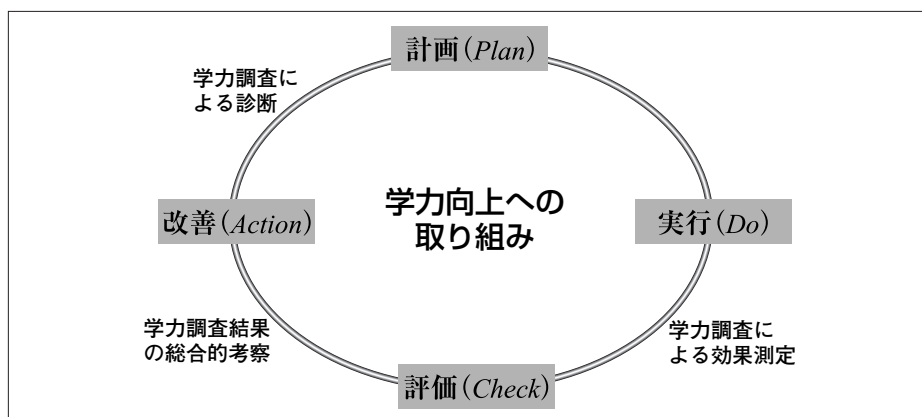 計画(Plan)
学力調査に
よる診断
学力向上への
取り組み
改善(Action)
実行(Do)
学力調査結果
の総合的考察
学力調査に
よる効果測定
評価(Check)